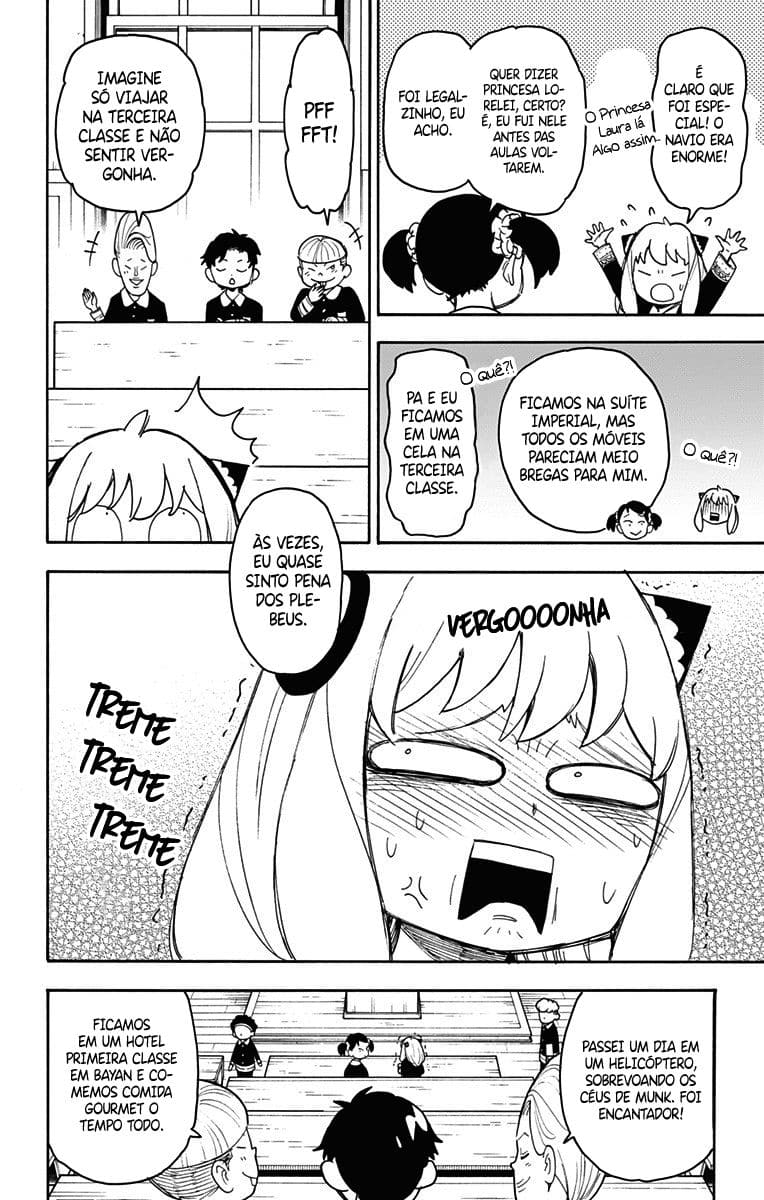 É
CLARO QUE
FOI ESPE-
CIAL! O
NAVIO ERA
ENORME!
O Princesa
Laura lá
Algo assim.
QUER DIZER
PRINCESA LO-
RELEI, CERTO?
É, EU FUI NELE
ANTES DAS
AULAS VOL-
TAREM.
FOI LEGAL-
ZINHO, EU
ACHO.
FICAMOS NA SUÍTE
IMPERIAL, MAS
TODOS OS MÓVEIS
PARECIAM MEIO
BREGAS PARA MIM.
O quê?!
O quê?!
PA E EU
FICAMOS
EM UMA
CELA NA
TERCEIRA
CLASSE.
PFF
FFT!
IMAGINE
SÓ VIAJAR
NA TERCEIRA
CLASSE E NÃO
SENTIR VER-
GONHA.
ÀS VEZES,
EU QUASE
SINTO PENA
DOS PLE-
BEUS.
VERGOOOONHA
TREME
TREME
TREME
PASSEI UM DIA EM
UM HELICÓPTERO,
SOBREVOANDO OS
CÉUS DE MUNK. FOI
ENCANTADOR!
FICAMOS
EM UM HOTEL
PRIMEIRA CLASSE
EM BAYAN E CO-
MEMOS COMIDA
GOURMET O
TEMPO TODO.